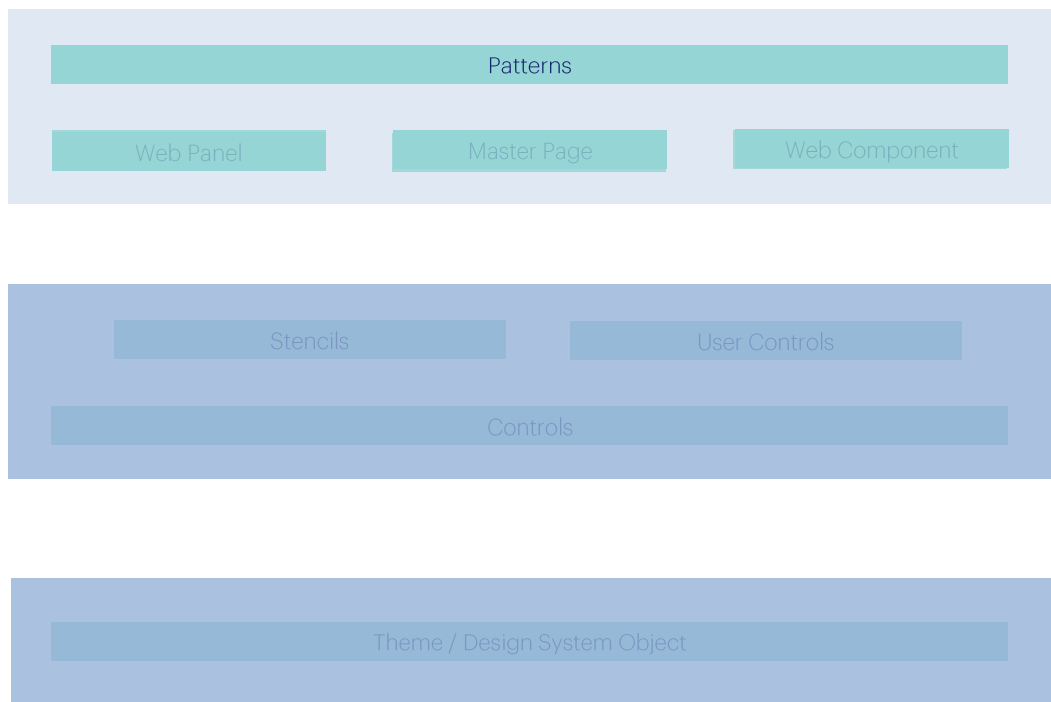 Patterns
Web Panel
Master Page
Web Component
Stencils
User Controls
Controls
Theme / Design System Object